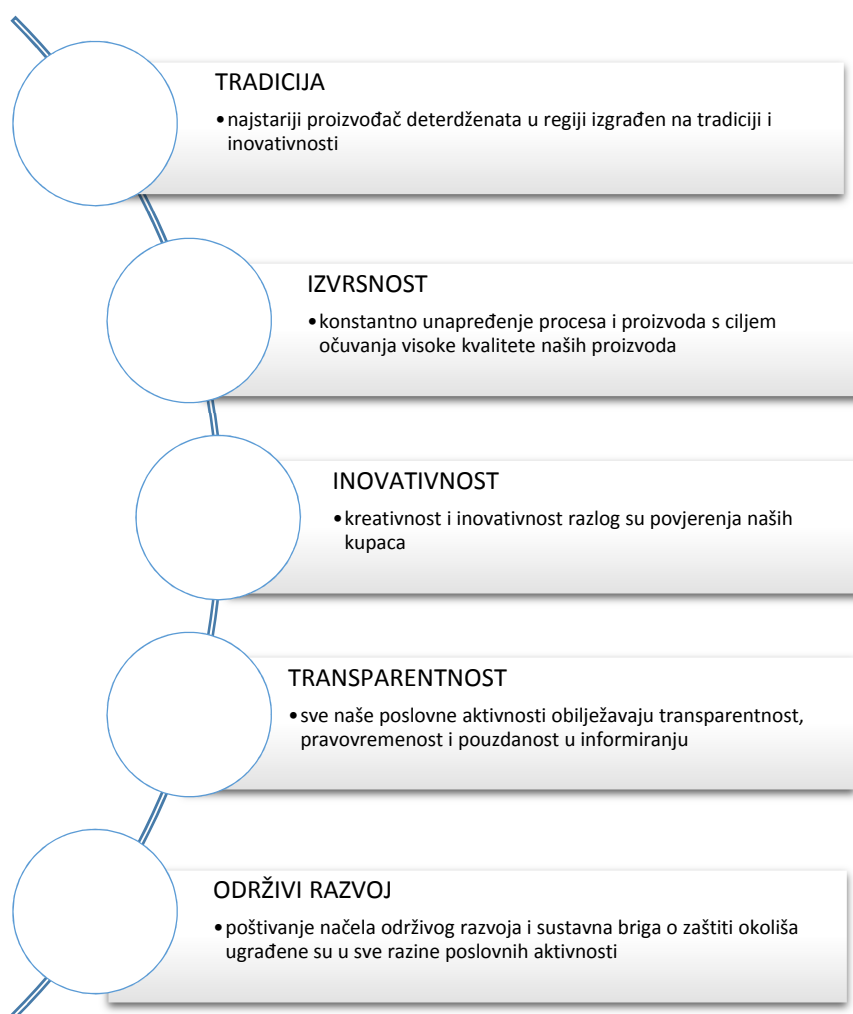 TRADICIJA
•najstariji proizvođač deterdženata u regiji izgrađen na tradiciji i
inovativnosti
IZVRSNOST
•konstantno unapređenje procesa i proizvoda s ciljem
očuvanja visoke kvalitete naših proizvoda
INOVATIVNOST
•kreativnost i inovativnost razlog su povjerenja naših
kupaca
TRANSPARENTNOST
•sve naše poslovne aktivnosti obilježavaju transparentnost,
pravovremenost i pouzdanost u informiranju
ODRŽIVI RAZVOJ
•poštivanje načela održivog razvoja i sustavna briga o zaštiti okoliša
ugrađene su u sve razine poslovnih aktivnosti